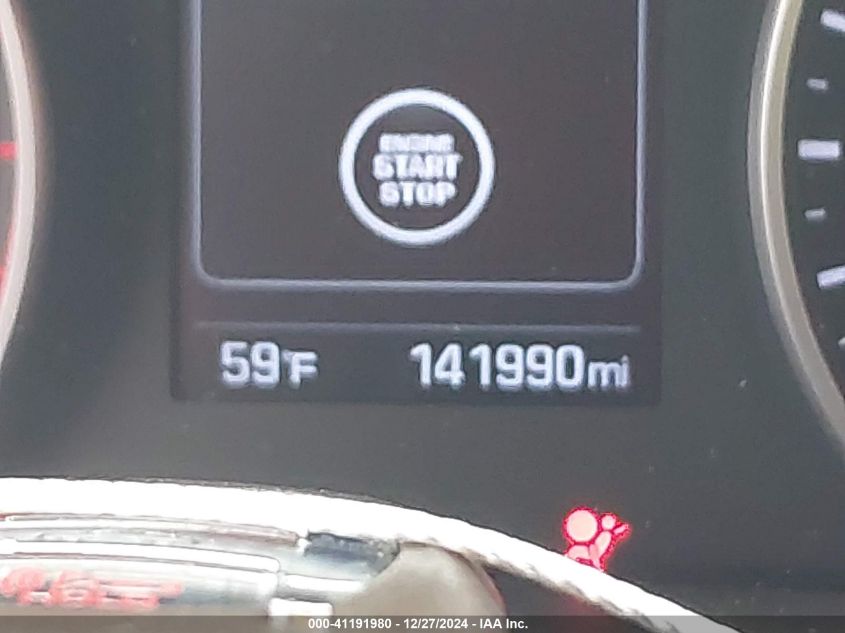 ENGINE
START
STOP
59°F 141990mi
000-41191980 - 12/27/2024 - IAA Inc.